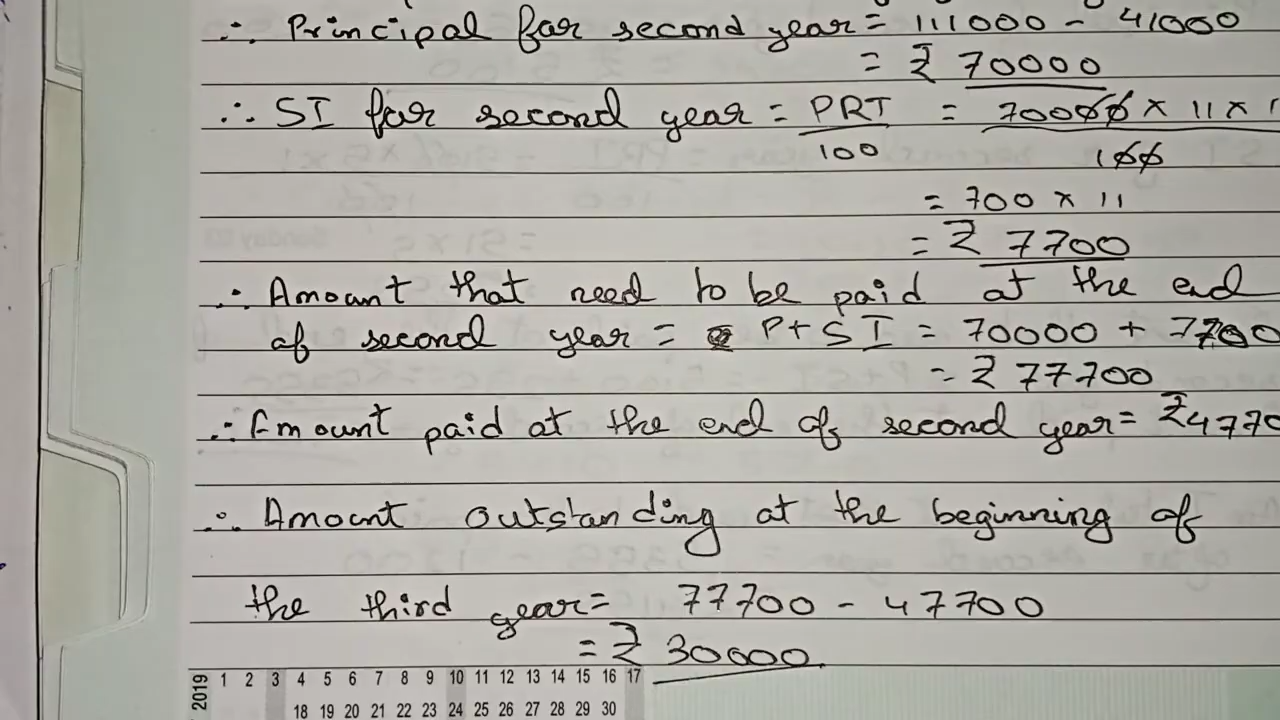 ∴ Principal for second year = 111000 - 41000
= ₹ 70000
∴ SI for second year = PRT/100 = 70000 × 11 × 1/100
= 700 × 11
= ₹ 7700
∴ Amount that need to be paid at the end
of second year = P + SI = 70000 + 7700
= ₹ 77700
∴ Amount paid at the end of second year = ₹ 4770
∴ Amount outstanding at the beginning of
the third year = 77700 - 47700
= ₹ 30000.
2019 1 2 3 4 5 6 7 8 9 10 11 12 13 14 15 16 17
18 19 20 21 22 23 24 25 26 27 28 29 30